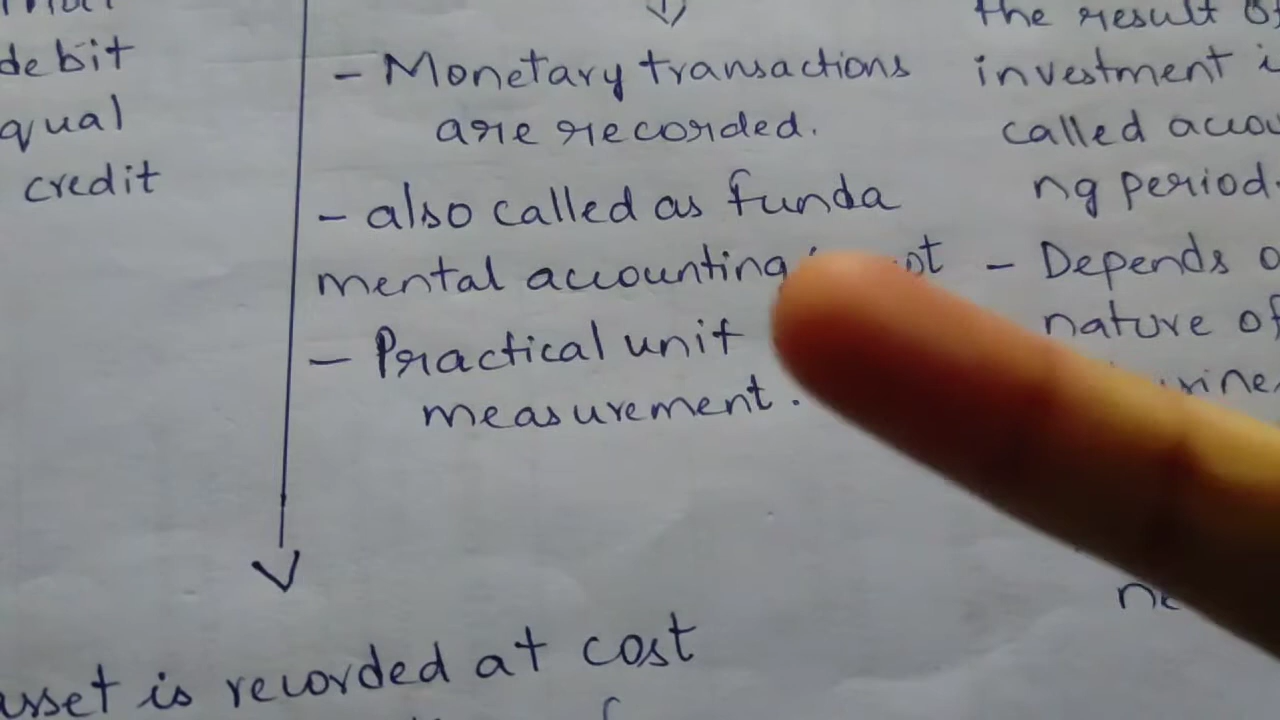 debit
qual
credit
- Monetary transactions
are recorded.
- also called as funda
mental accounting
- Practical unit
measurement.
the result of
investment i
called accou
ng period.
- Depends o
nature of
asset is recorded at cost